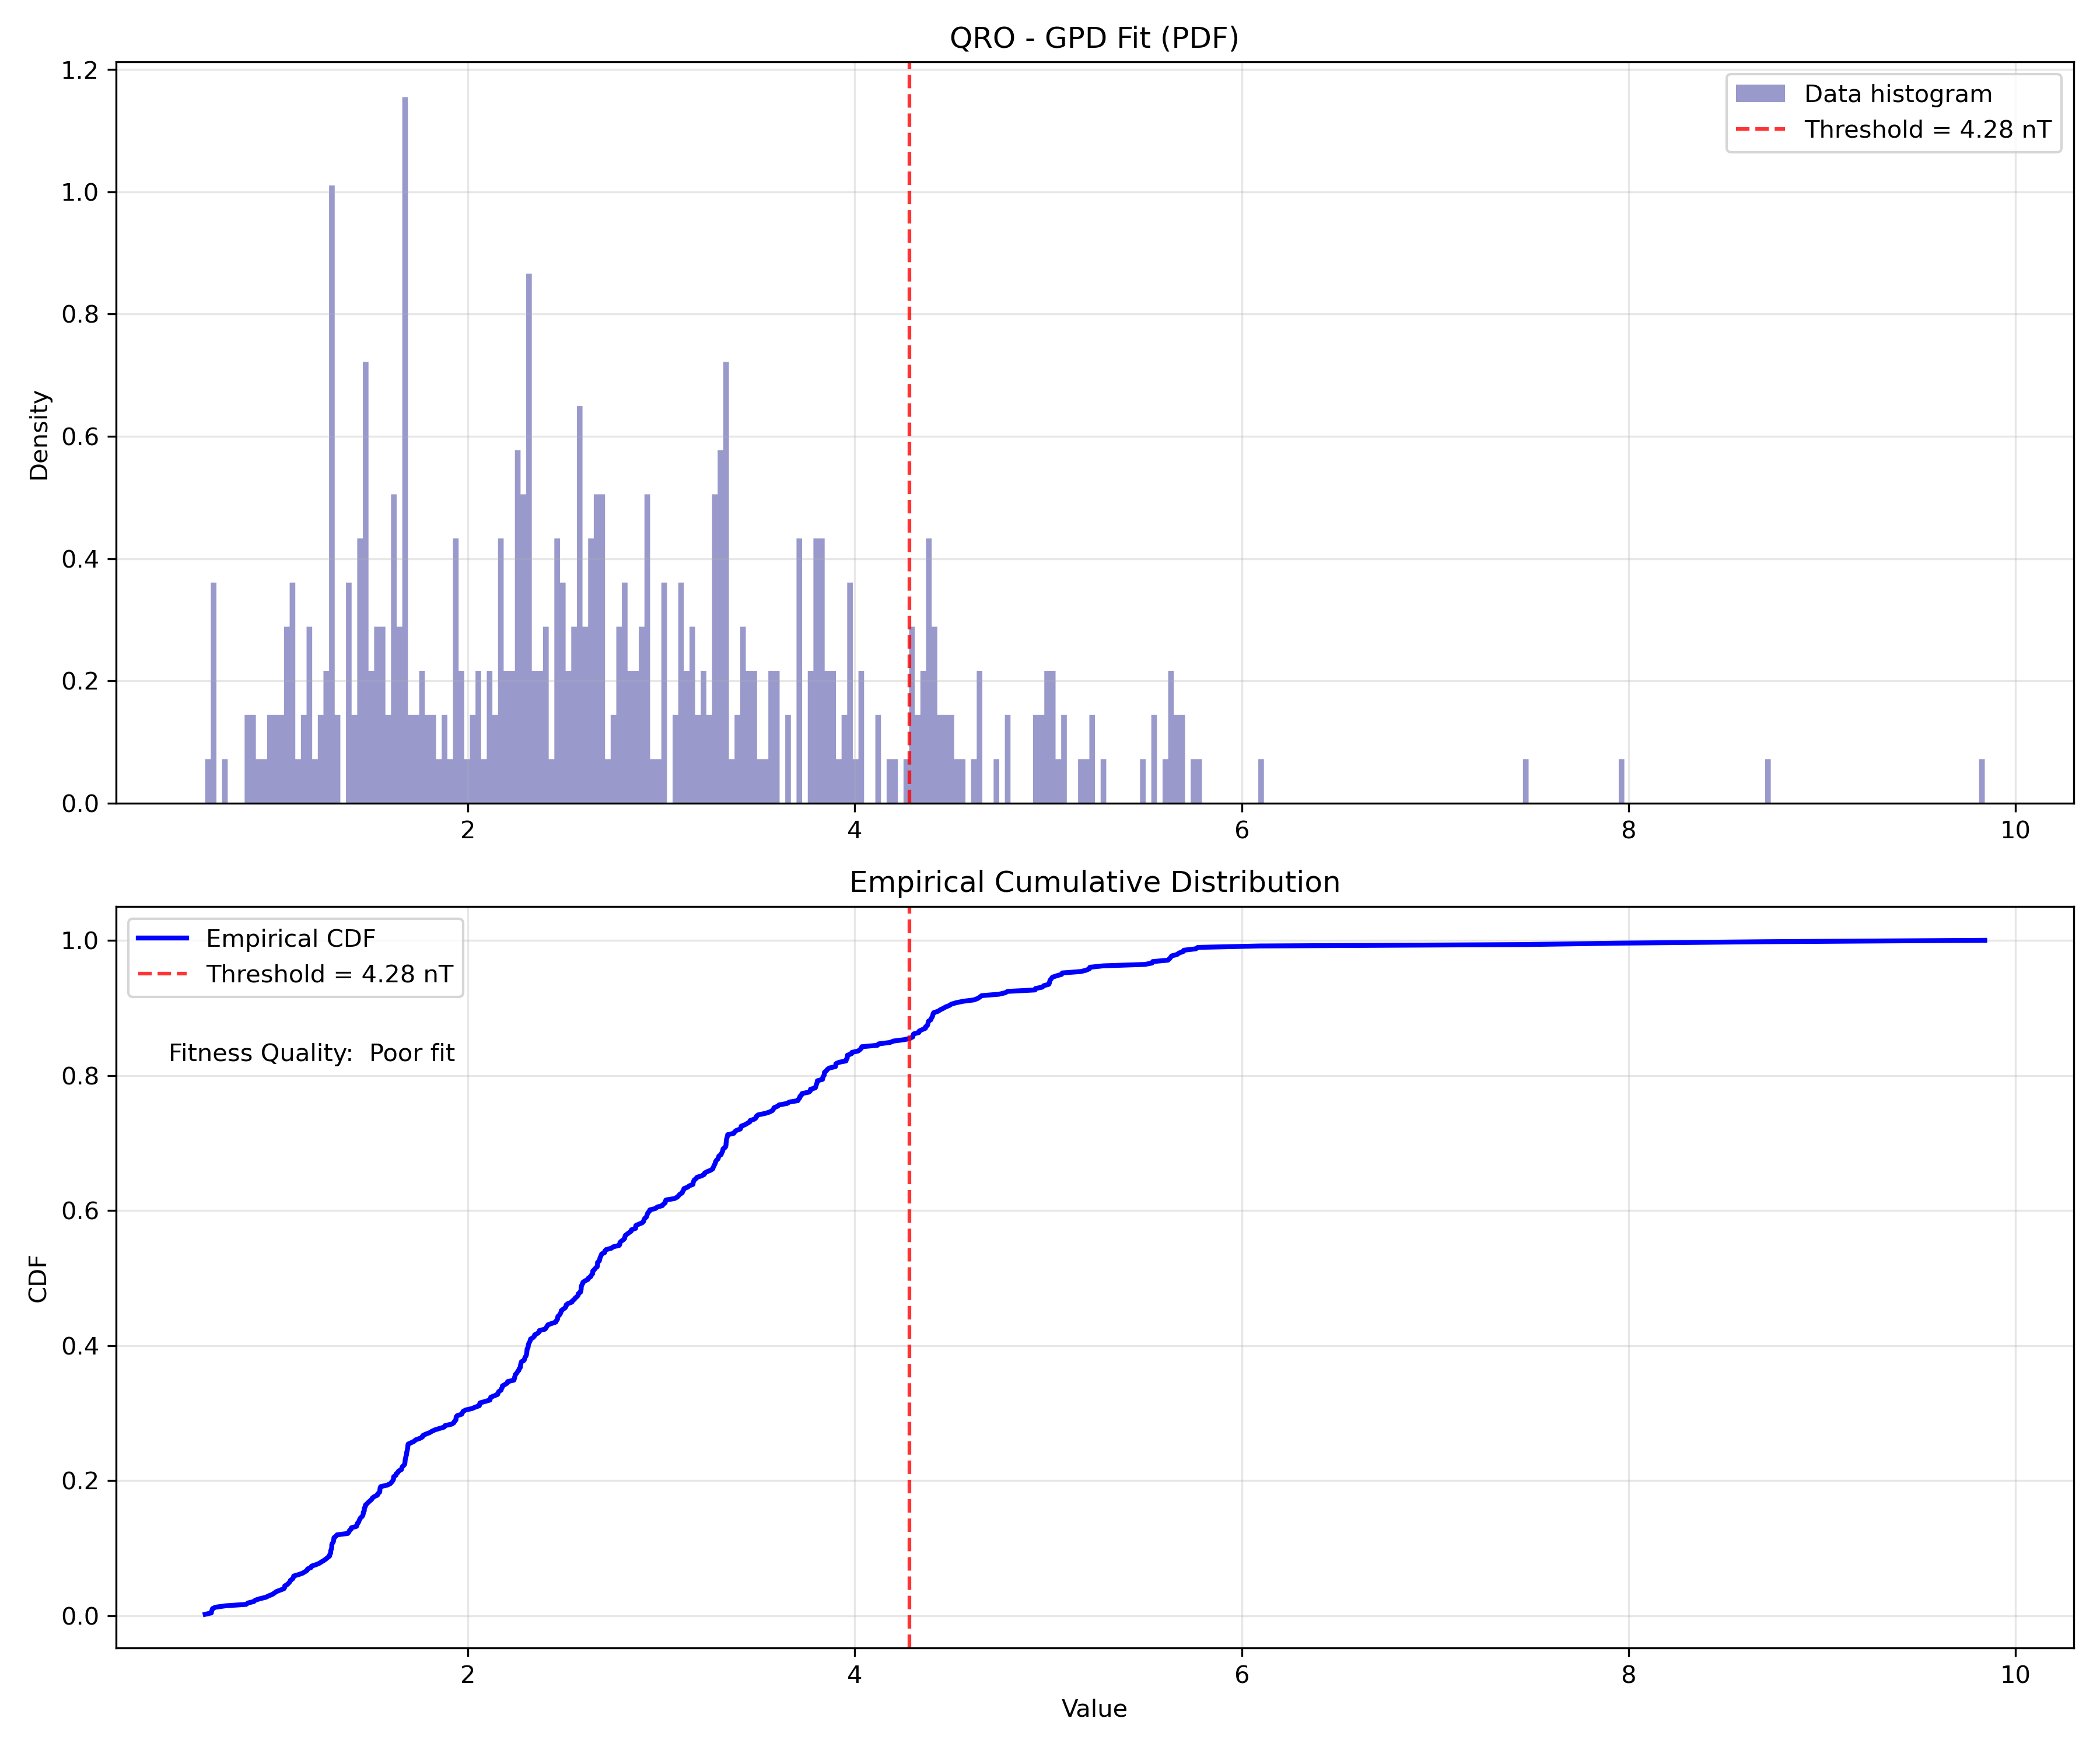 QRO - GPD Fit (PDF)
1.2
1.0
0.8
0.6
0.4
0.2
0.0
Density
Data histogram
Threshold = 4.28 nT
2
4
6
8
10
Empirical Cumulative Distribution
1.0
0.8
0.6
0.4
0.2
0.0
CDF
Empirical CDF
Threshold = 4.28 nT
Fitness Quality:  Poor fit
2
4
6
8
10
Value